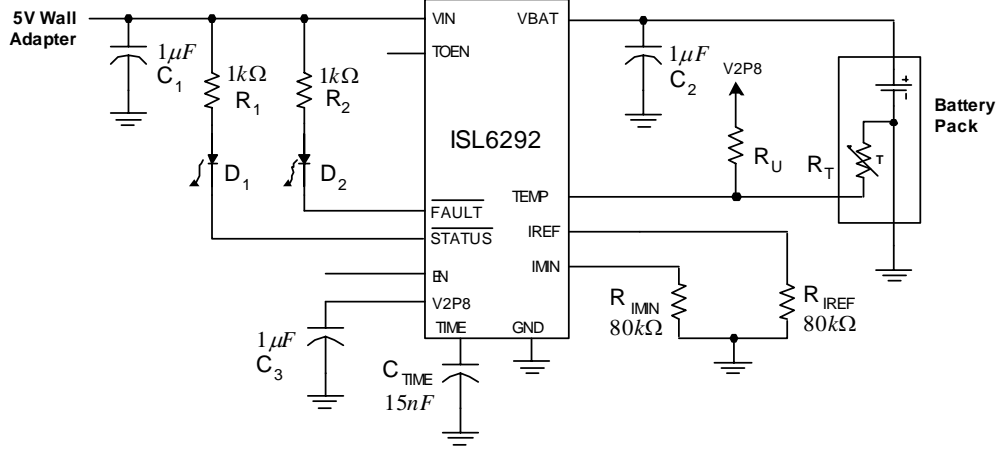 5V Wall
Adapter
1µF
C1
1kΩ
R1
1kΩ
R2
D1
D2
VIN
TOEN
ISL6292
FAULT
STATUS
EN
V2P8
TIME
GND
VBAT
TEMP
IREF
IMIN
1µF
C2
V2P8
RU
RT
T
+
Battery
Pack
RIMIN
80kΩ
RIREF
80kΩ
1µF
C3
CTIME
15nF